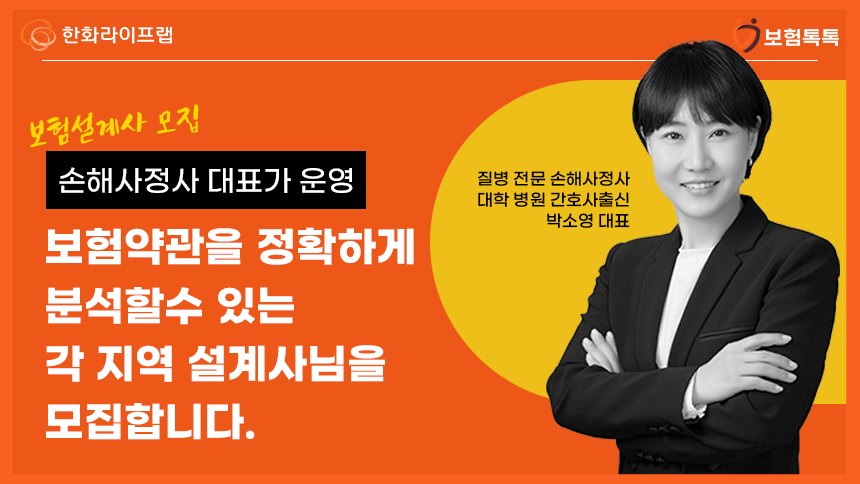 한화라이프랩
보험톡톡
보험설계사 모집
손해사정사 대표가 운영
보험약관을 정확하게
분석할수 있는
각 지역 설계사님을
모집합니다.
질병 전문 손해사정사
대학 병원 간호사출신
박소영 대표